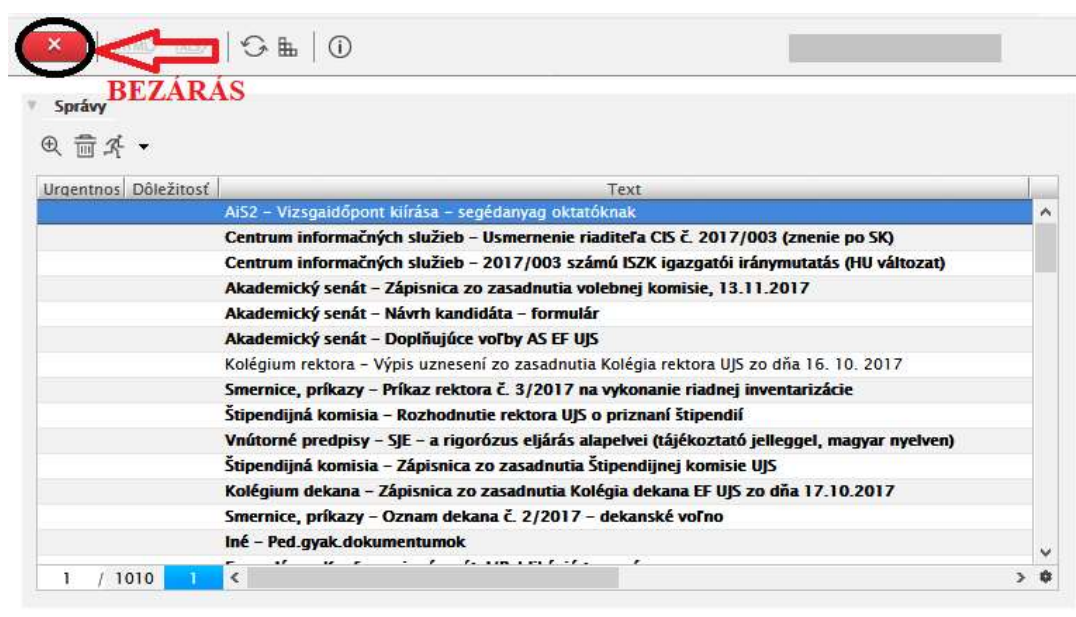 BEZÁRÁS
Správy
Urgentnos Dôležitosť Text
AiS2 – Vizsgaidőpont kiírása – segédanyag oktatóknak
Centrum informačných služieb – Usmernenie riaditeľa CIS č. 2017/003 (znenie po SK)
Centrum informačných služieb – 2017/003 számú ISZK igazgatói iránymutatás (HU változat)
Akademický senát – Zápisnica zo zasadnutia volebnej komisie, 13.11.2017
Akademický senát – Návrh kandidáta – formulár
Akademický senát – Doplňujúce voľby AS EF UJS
Kolégium rektora – Výpis uznesení zo zasadnutia Kolégia rektora UJS zo dňa 16. 10. 2017
Smernice, príkazy – Príkaz rektora č. 3/2017 na vykonanie riadnej inventarizácie
Štipendijná komisia – Rozhodnutie rektora UJS o priznaní štipendií
Vnútorné predpisy – SJE – a rigorózus eljárás alapelvei (tájékoztató jelleggel, magyar nyelven)
Štipendijná komisia – Zápisnica zo zasadnutia Štipendijnej komisie UJS
Kolégium dekana – Zápisnica zo zasadnutia Kolégia dekana EF UJS zo dňa 17.10.2017
Smernice, príkazy – Oznam dekana č. 2/2017 – dekanské voľno
Iné – Ped.gyak.dokumentumok
1 / 1010 1